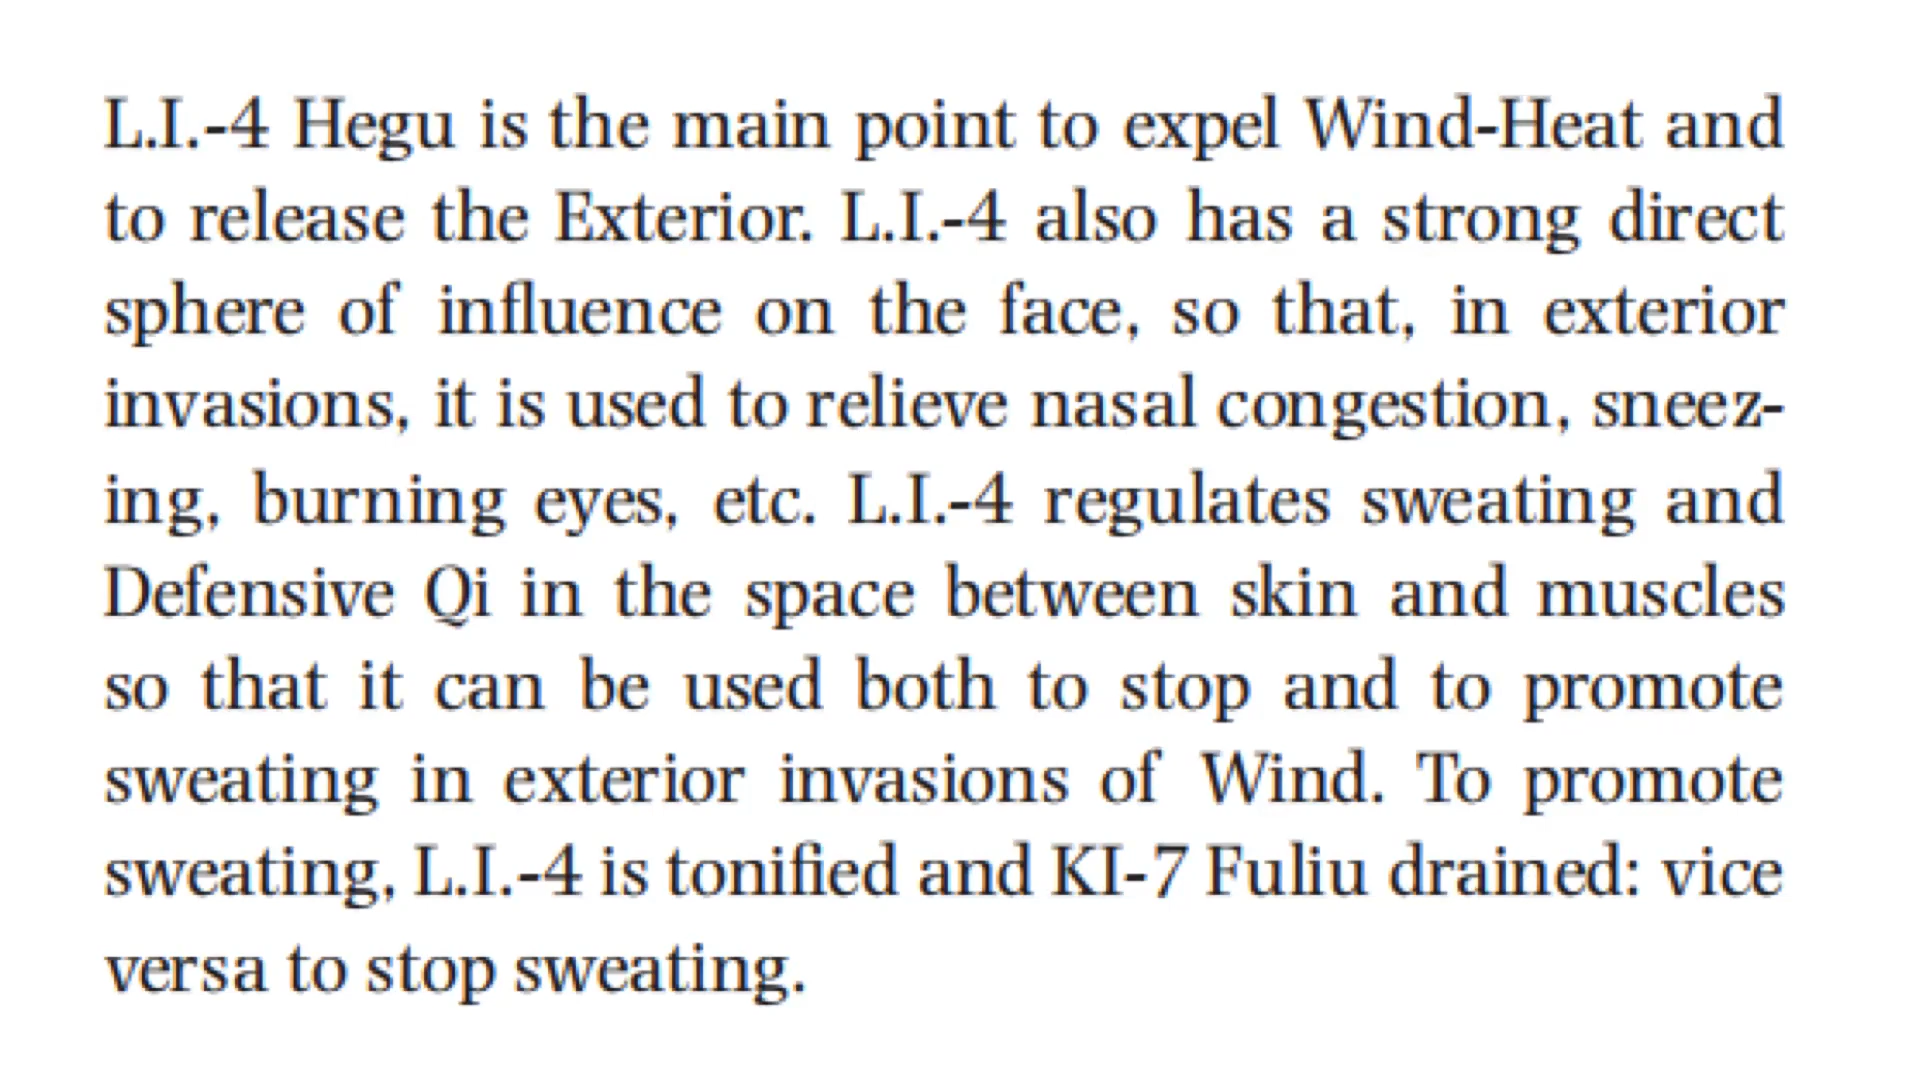 L.I.-4 Hegu is the main point to expel Wind-Heat and
to release the Exterior. L.I.-4 also has a strong direct
sphere of influence on the face, so that, in exterior
invasions, it is used to relieve nasal congestion, sneez-
ing, burning eyes, etc. L.I.-4 regulates sweating and
Defensive Qi in the space between skin and muscles
so that it can be used both to stop and to promote
sweating in exterior invasions of Wind. To promote
sweating, L.I.-4 is tonified and KI-7 Fuliu drained: vice
versa to stop sweating.